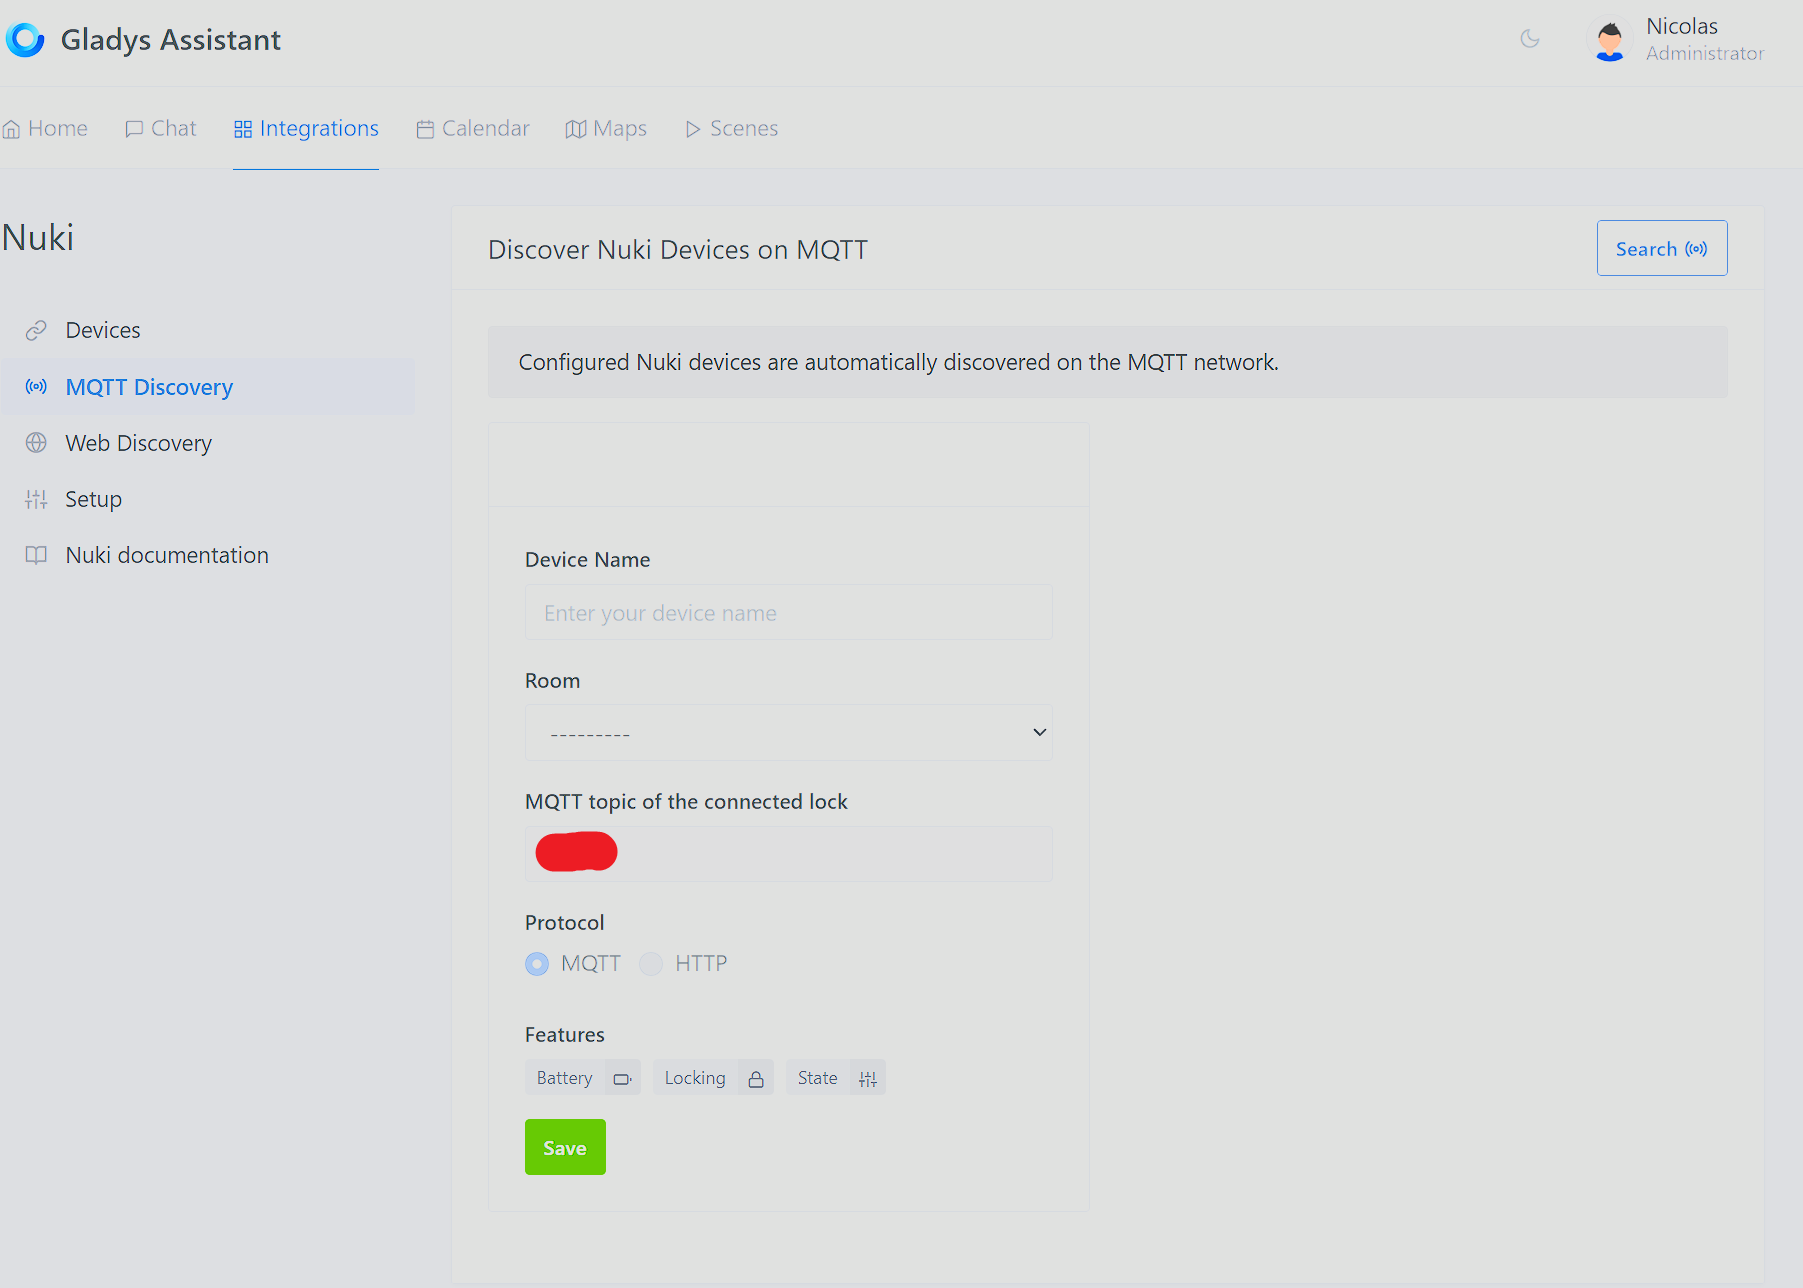 Gladys Assistant
Nicolas
Administrator
Home
Chat
Integrations
Calendar
Maps
Scenes
Nuki
Devices
MQTT Discovery
Web Discovery
Setup
Nuki documentation
Discover Nuki Devices on MQTT
Search
Configured Nuki devices are automatically discovered on the MQTT network.
Device Name
Enter your device name
Room
---------
MQTT topic of the connected lock
Protocol
MQTT
HTTP
Features
Battery
Locking
State
Save